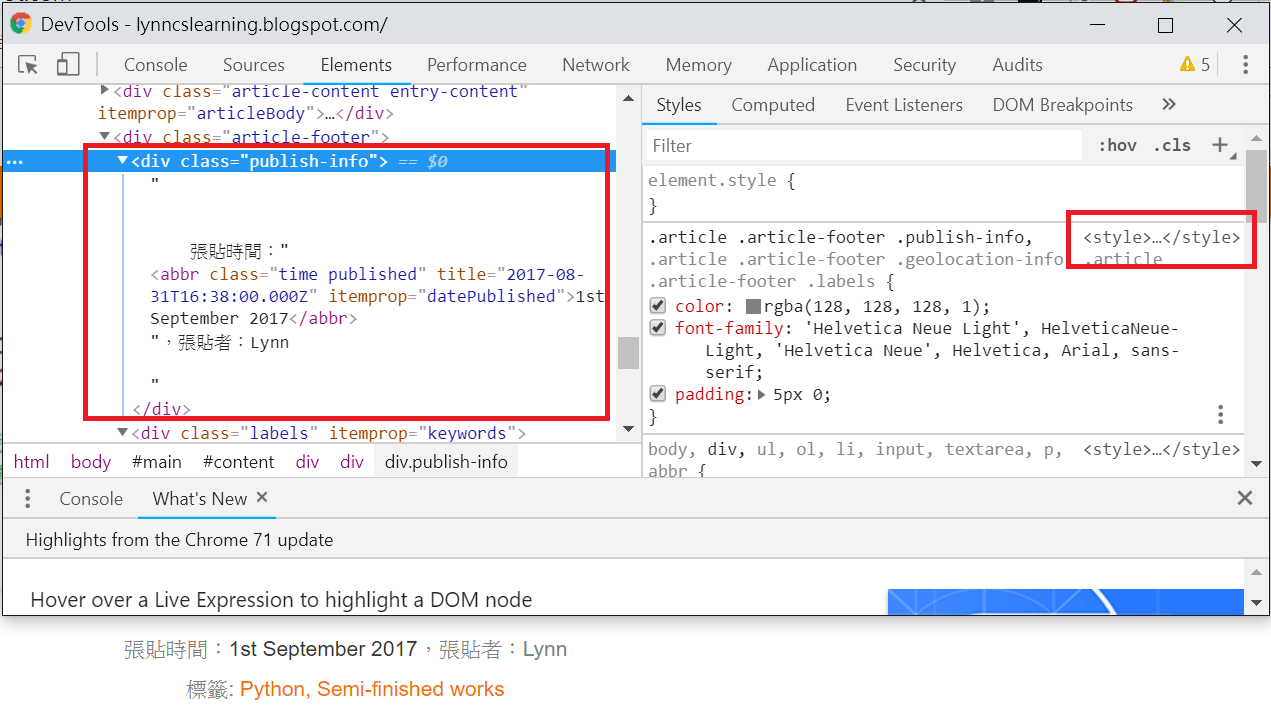 DevTools - lynncslearning.blogspot.com/
Console Sources Elements Performance Network Memory Application Security Audits 5
<div class="article-content entry-content"
itemprop="articleBody">…</div>
<div class="article-footer">
<div class="publish-info"> == $0
"
張貼時間："
<abbr class="time published" title="2017-08-
31T16:38:00.000Z" itemprop="datePublished">1st
September 2017</abbr>
"，張貼者：Lynn
"
</div>
<div class="labels" itemprop="keywords">
html body #main #content div div div.publish-info
Styles Computed Event Listeners DOM Breakpoints »
Filter :hov .cls +
element.style {
}
.article .article-footer .publish-info, <style>…</style>
.article .article-footer .geolocation-info .article
.article-footer .labels {
color: rgba(128, 128, 128, 1);
font-family: 'Helvetica Neue Light', HelveticaNeue-
Light, 'Helvetica Neue', Helvetica, Arial, sans-
serif;
padding: 5px 0;
}
body, div, ul, ol, li, input, textarea, p, <style>…</style>
abbr {
Console What's New
Highlights from the Chrome 71 update
Hover over a Live Expression to highlight a DOM node
張貼時間：1st September 2017，張貼者：Lynn
標籤: Python, Semi-finished works